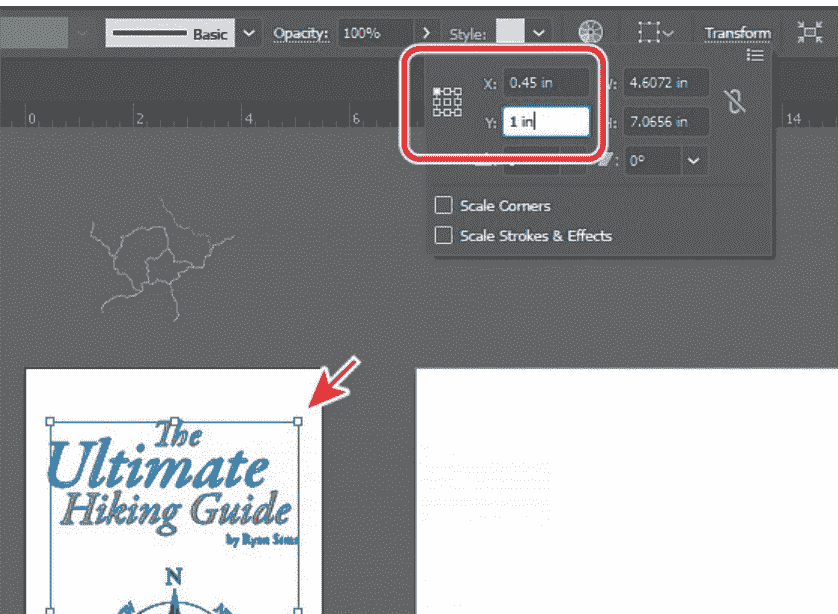 Basic Opacity: 100% Style: Transform
X: 0.45 in W: 4.6072 in
Y: 1 in H: 7.0656 in
0°
0 2 4 6 14
Scale Corners
Scale Strokes & Effects
The
Ultimate
Hiking Guide
by Ryan Sims
N